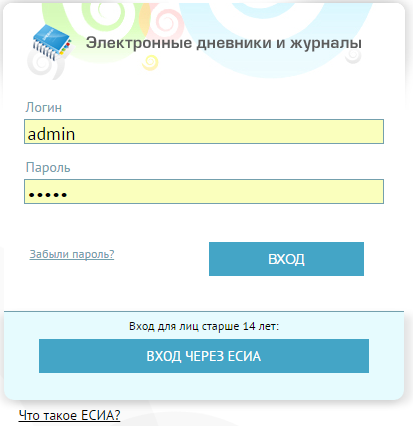 Электронные дневники и журналы
Логин
admin
Пароль
•••••
Забыли пароль?
ВХОД
Вход для лиц старше 14 лет:
ВХОД ЧЕРЕЗ ЕСИА
Что такое ЕСИА?